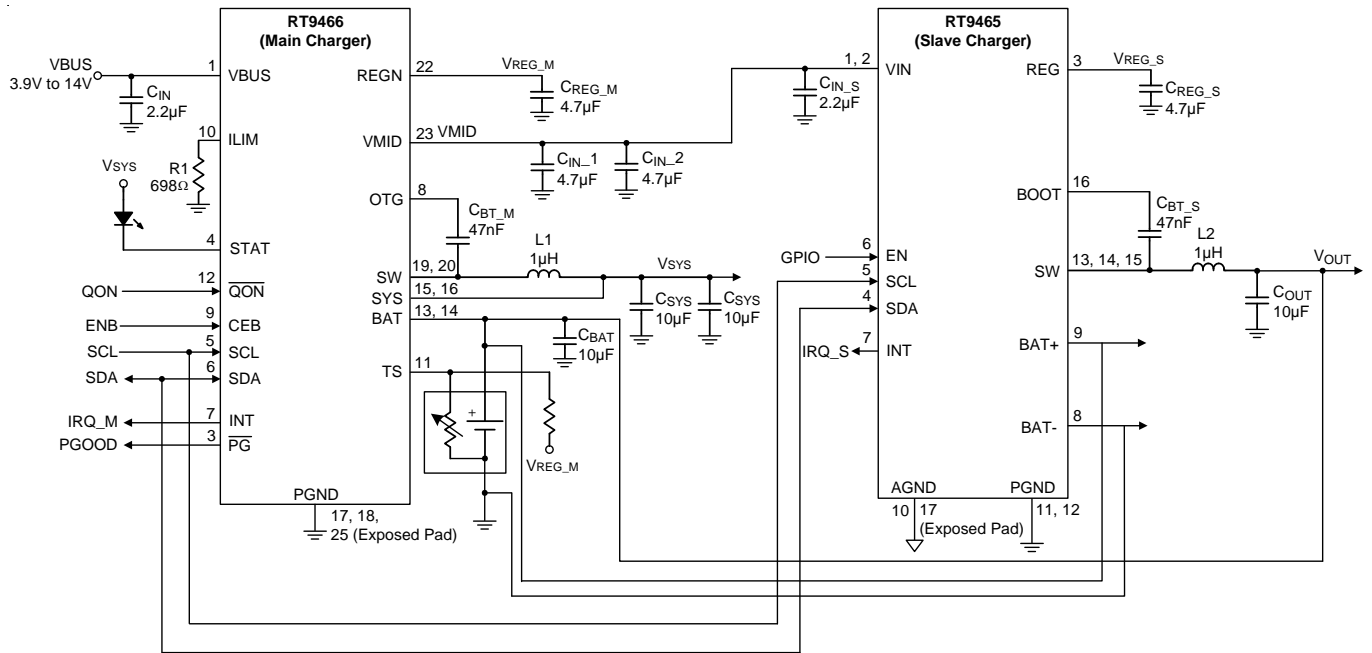 RT9466
(Main Charger)
VBUS
3.9V to 14V
1
VBUS
CIN
2.2µF
10
ILIM
R1
698Ω
VSYS
4
STAT
QON
12
QON
ENB
9
CEB
SCL
5
SCL
SDA
6
SDA
IRQ_M
7
INT
PGOOD
3
PG
PGND
17, 18,
25 (Exposed Pad)
REGN
22
VREG_M
CREG_M
4.7µF
VMID
23
VMID
CIN_1
4.7µF
CIN_2
4.7µF
OTG
8
CBT_M
47nF
L1
1µH
SW
19, 20
VSYS
SYS
15, 16
CSYS
10µF
CSYS
10µF
BAT
13, 14
CBAT
10µF
TS
11
+
VREG_M
RT9465
(Slave Charger)
1, 2
VIN
CIN_S
2.2µF
REG
3
VREG_S
CREG_S
4.7µF
BOOT
16
CBT_S
47nF
L2
1µH
GPIO
6
EN
5
SCL
4
SDA
IRQ_S
7
INT
SW
13, 14, 15
VOUT
COUT
10µF
BAT+
9
BAT-
8
AGND
PGND
10
17
(Exposed Pad)
11, 12